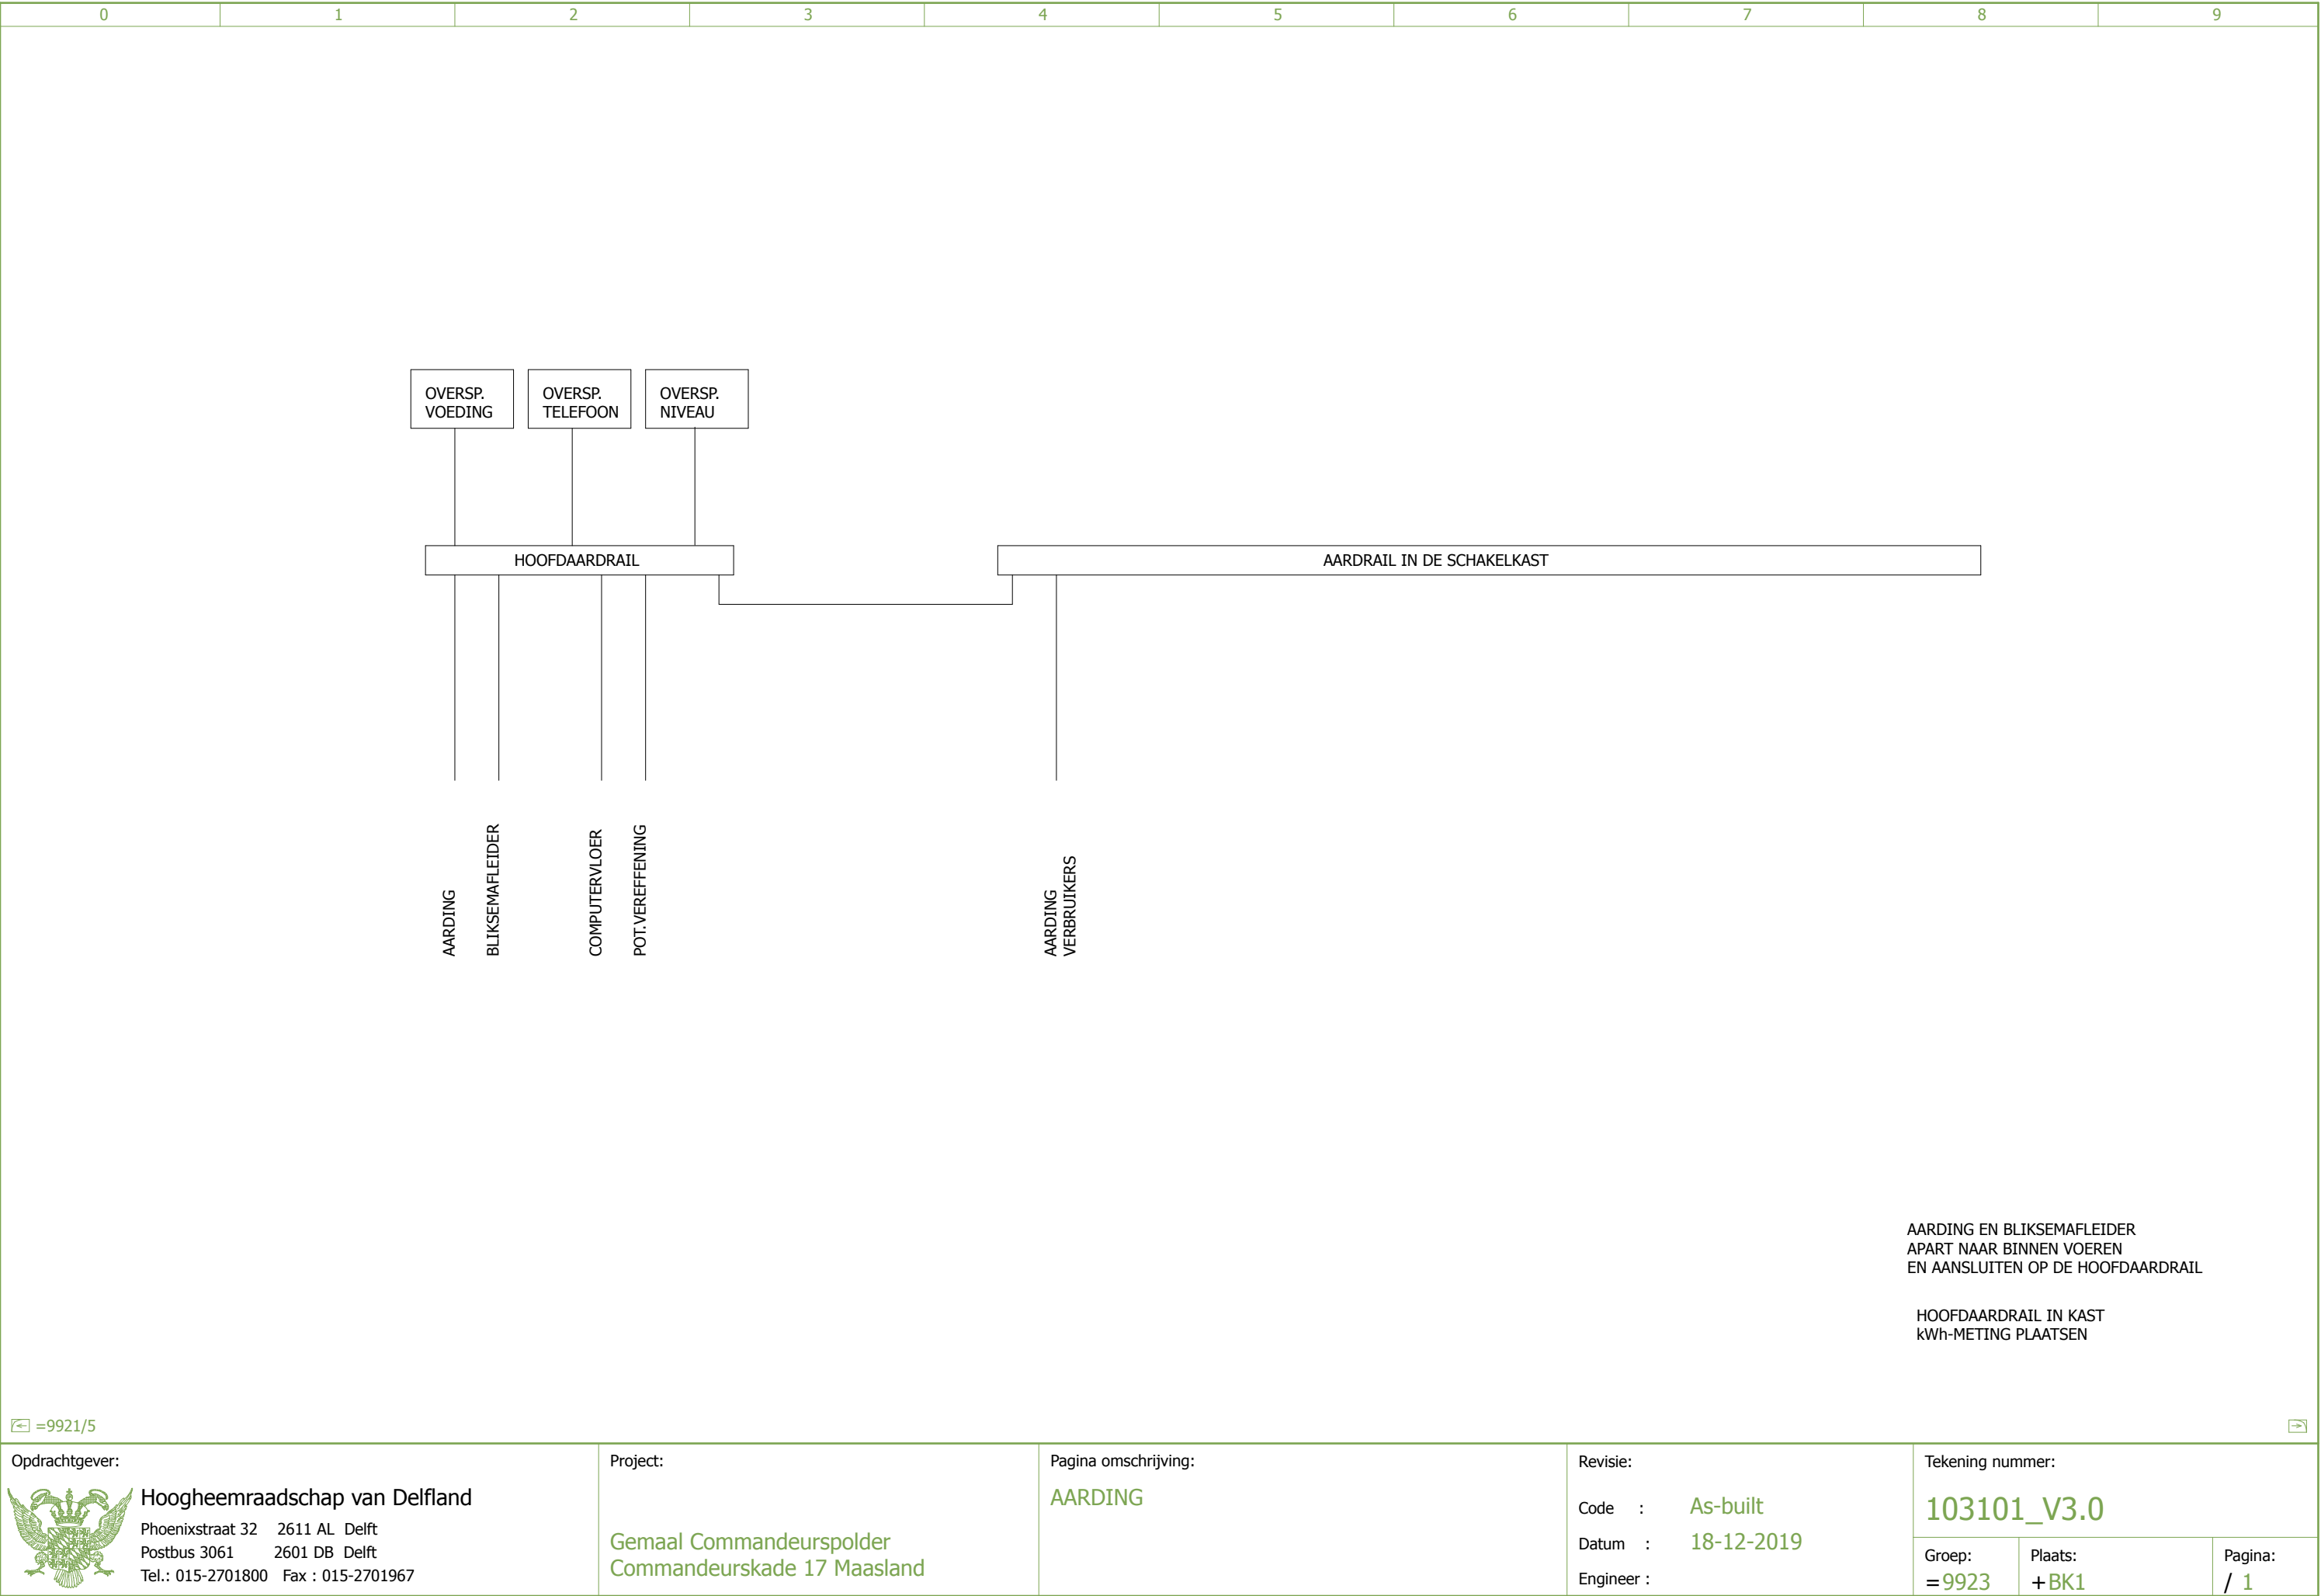 0 1 2 3 4 5 6 7 8 9
OVERSP.
VOEDING
OVERSP.
TELEFOON
OVERSP.
NIVEAU
HOOFDAARDRAIL
AARDRAIL IN DE SCHAKELKAST
AARDING
BLIKSEMAFLEIDER
COMPUTERVLOER
POT.VEREFFENING
AARDING
VERBRUIKERS
AARDING EN BLIKSEMAFLEIDER
APART NAAR BINNEN VOEREN
EN AANSLUITEN OP DE HOOFDAARDRAIL
HOOFDAARDRAIL IN KAST
kWh-METING PLAATSEN
=9921/5
Opdrachtgever:
Hoogheemraadschap van Delfland
Phoenixstraat 32 2611 AL Delft
Postbus 3061 2601 DB Delft
Tel.: 015-2701800 Fax : 015-2701967
Project:
Gemaal Commandeurspolder
Commandeurskade 17 Maasland
Pagina omschrijving:
AARDING
Revisie:
Code : As-built
Datum : 18-12-2019
Engineer :
Tekening nummer:
103101_V3.0
Groep:
=9923
Plaats:
+BK1
Pagina:
/ 1